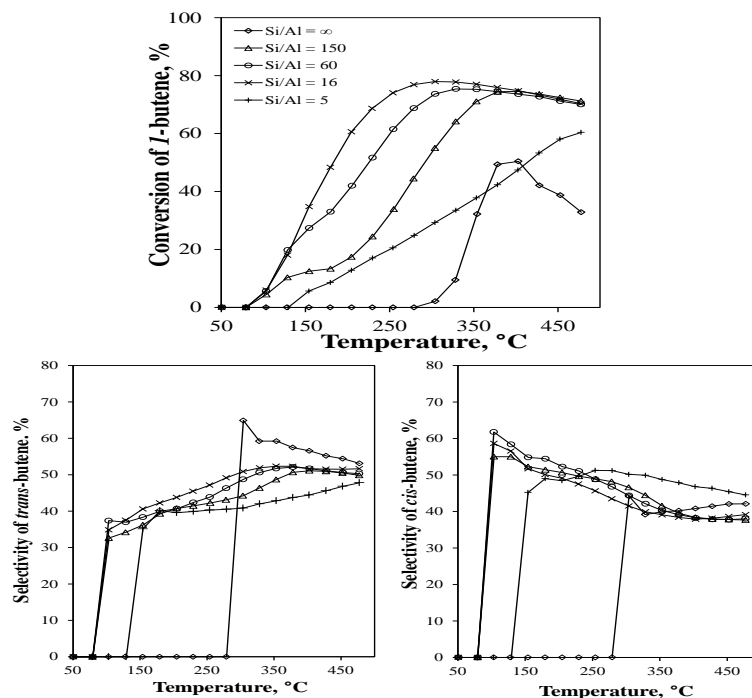 Conversion of 1-butene, %
100
80
60
40
20
0
Si/Al = ∞
Si/Al = 150
Si/Al = 60
Si/Al = 16
Si/Al = 5
50 150 250 350 450
Temperature, °C
Selectivity of trans-butene. %
80
70
60
50
40
30
20
10
0
50 150 250 350 450
Temperature, °C
Selectivity of cis-butene, %
80
70
60
50
40
30
20
10
0
50 150 250 350 450
Temperature, °C